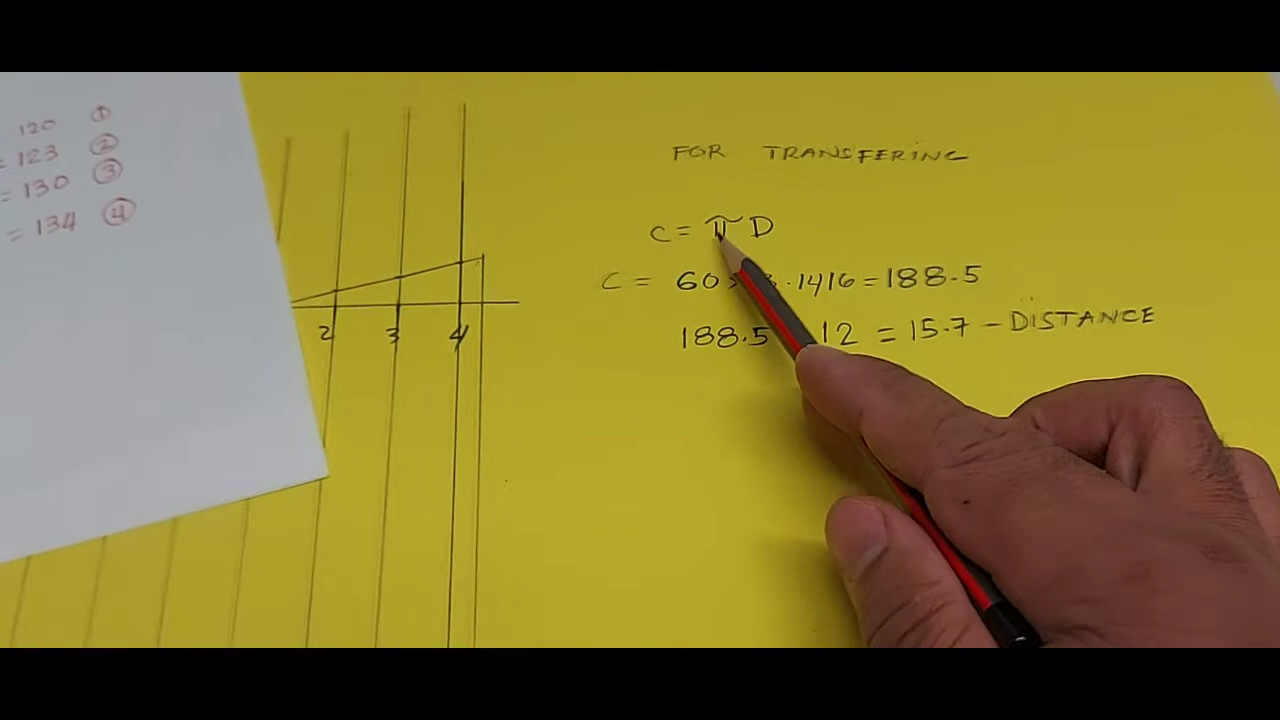 120 ①
= 123 ②
= 130 ③
= 134 ④
FOR TRANSFERING
C = π D
C = 60 × 3.1416 = 188.5
188.5 12 = 15.7 - DISTANCE
2 3 4